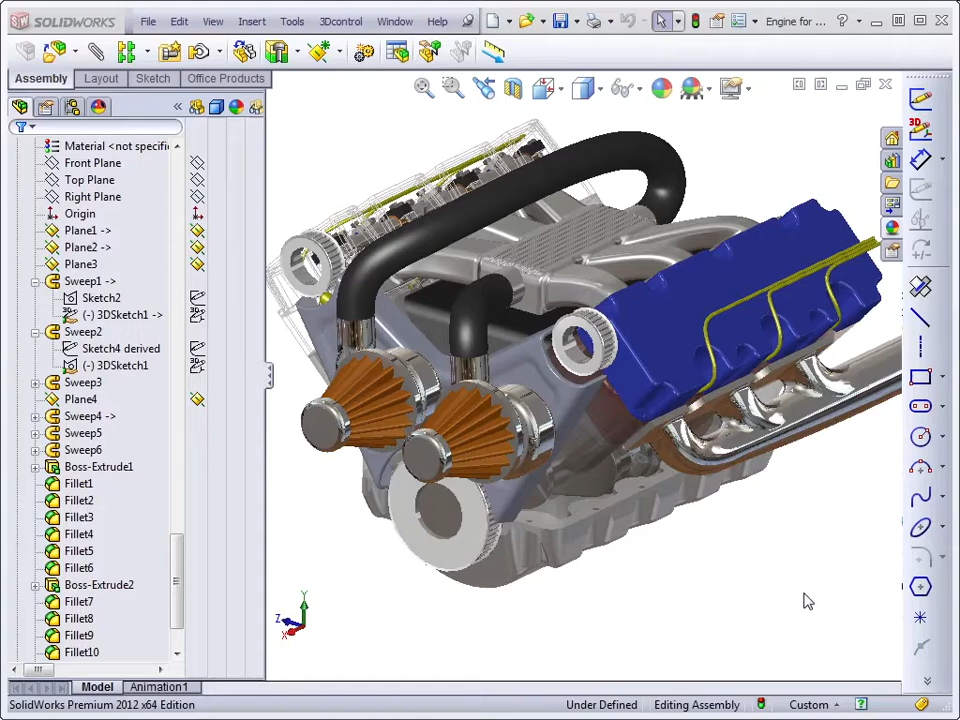 SOLIDWORKS File Edit View Insert Tools 3Dcontrol Window Help Engine for ...
Assembly Layout Sketch Office Products
Material <not specifi
Front Plane
Top Plane
Right Plane
Origin
Plane1 ->
Plane2 ->
Plane3
Sweep1 ->
Sketch2
(-) 3DSketch1 ->
Sweep2
Sketch4 derived
(-) 3DSketch1
Sweep3
Plane4
Sweep4 ->
Sweep5
Sweep6
Boss-Extrude1
Fillet1
Fillet2
Fillet3
Fillet4
Fillet5
Fillet6
Boss-Extrude2
Fillet7
Fillet8
Fillet9
Fillet10
3D
Y
Z
X
Model Animation1
SolidWorks Premium 2012 x64 Edition Under Defined Editing Assembly Custom